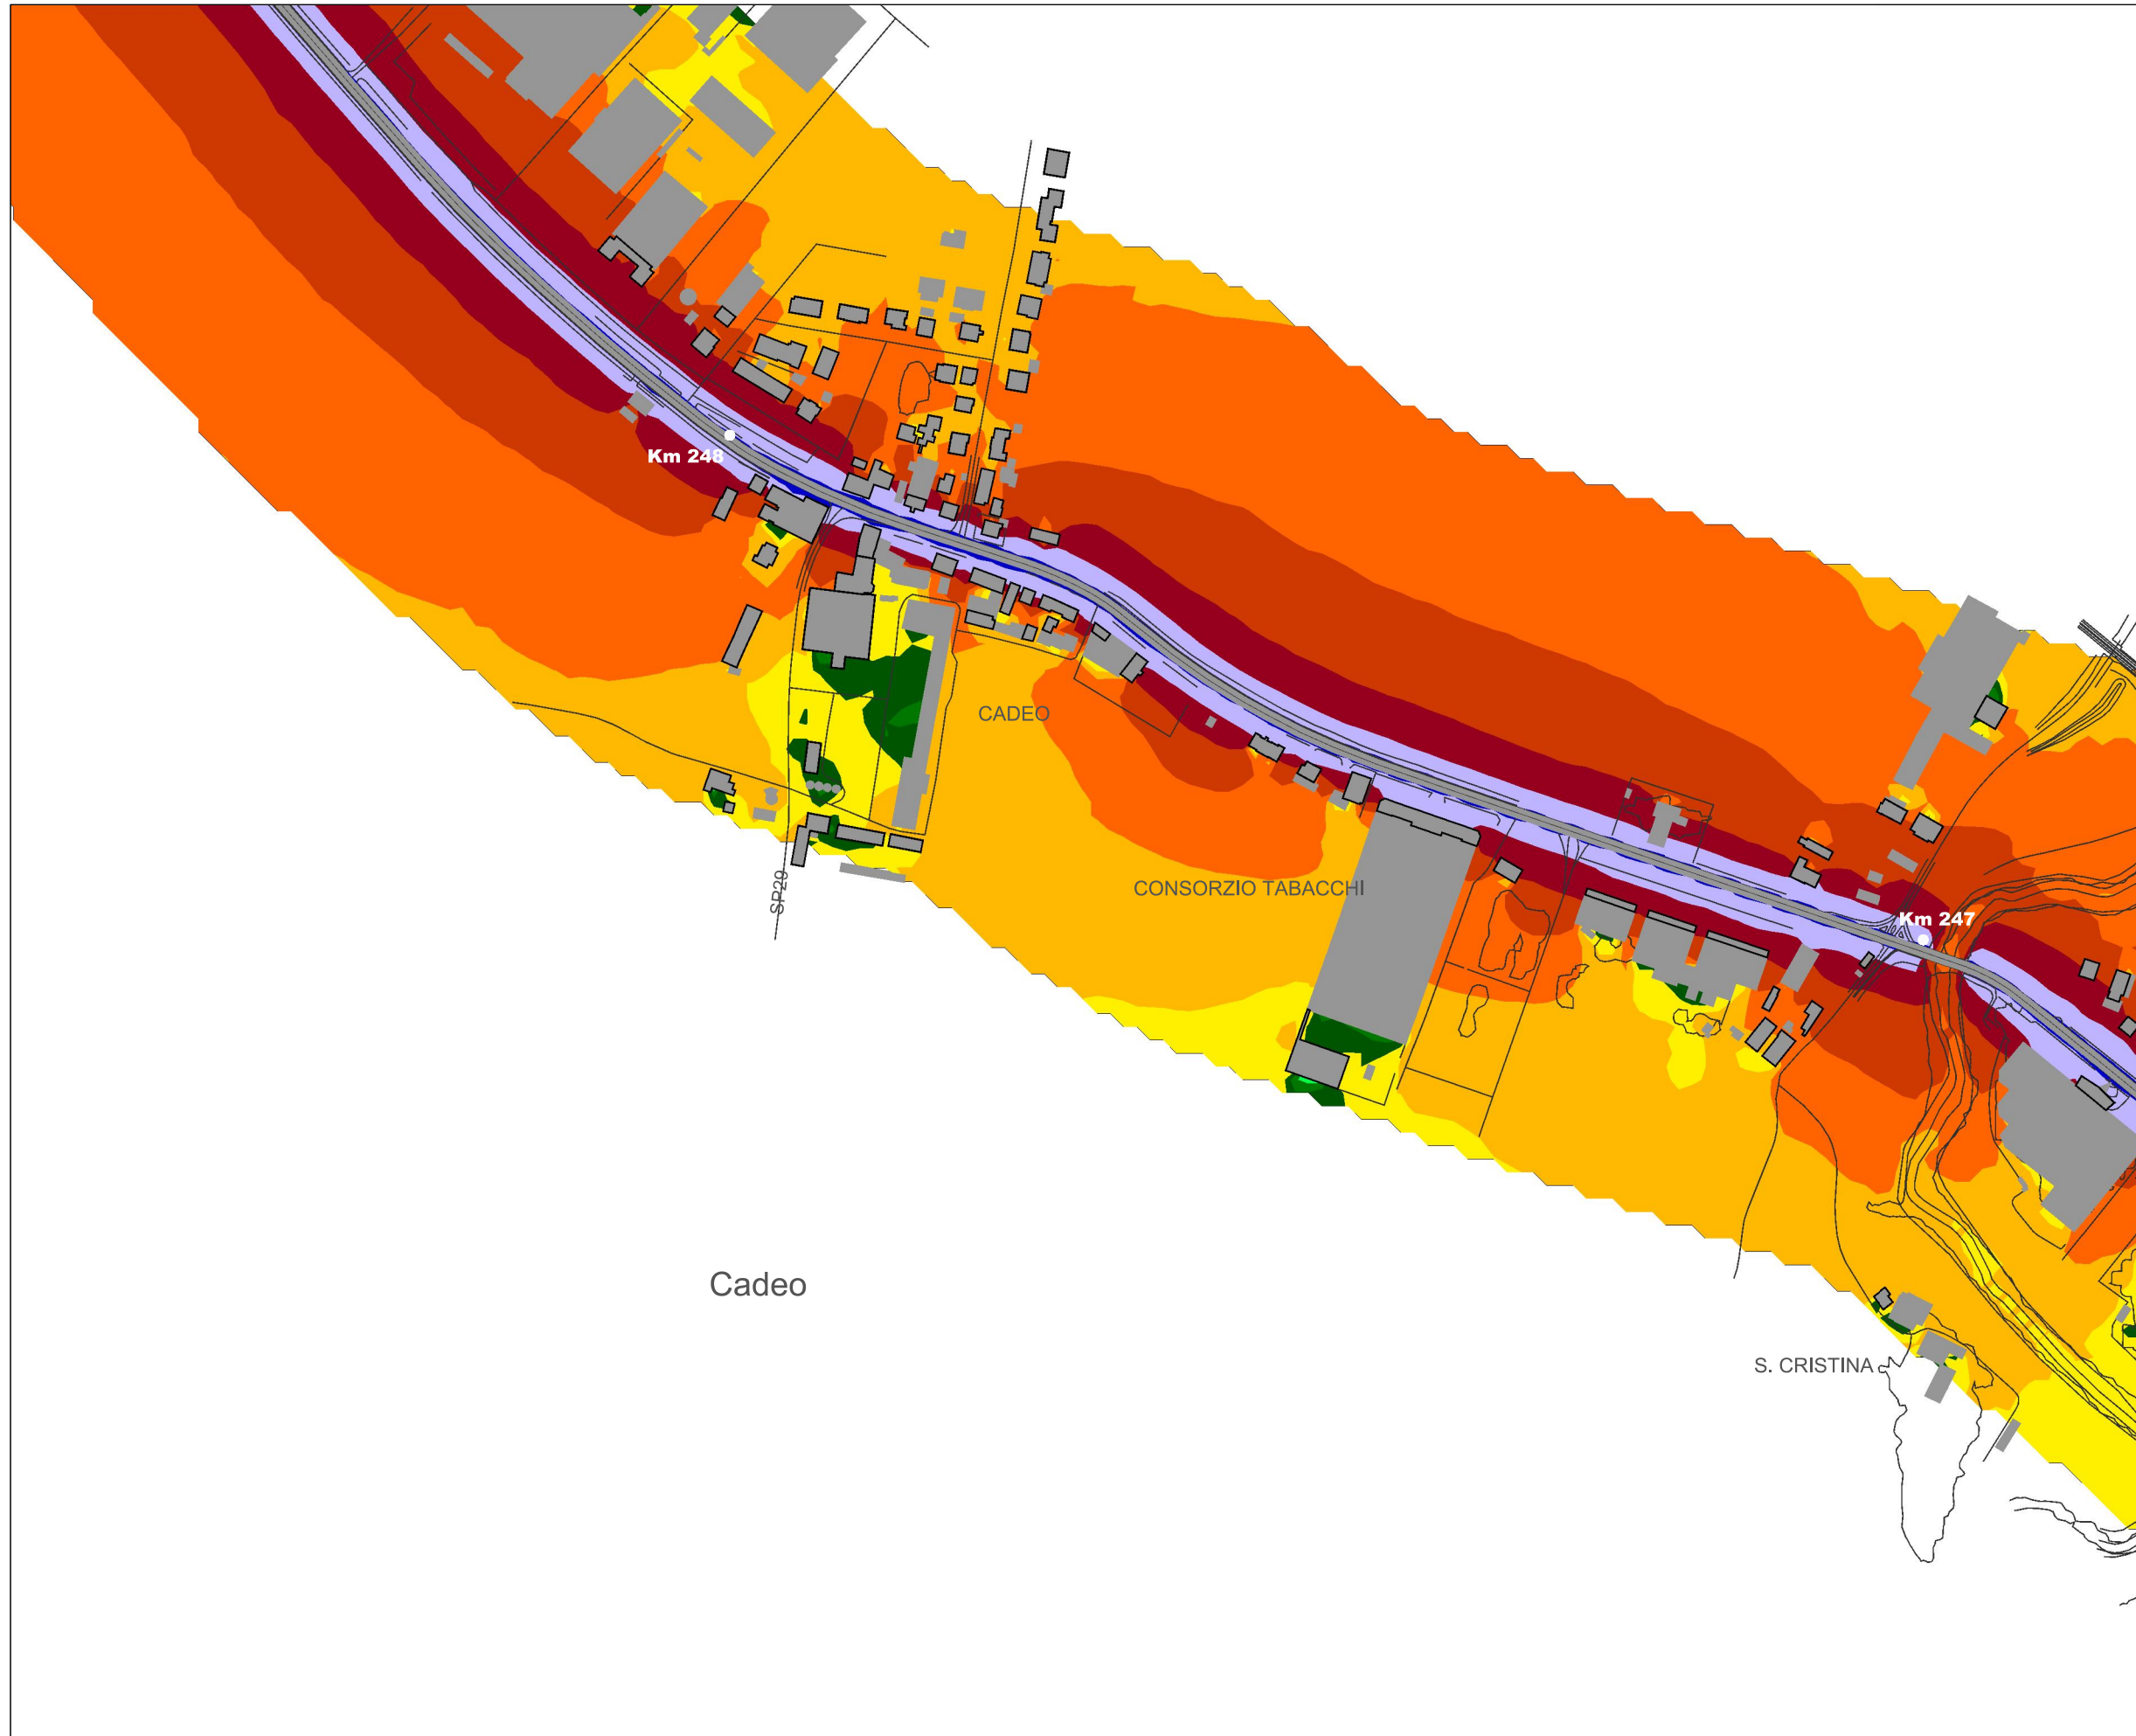 Km 248
CADEO
CONSORZIO TABACCHI
SP29
Km 247
Cadeo
S. CRISTINA